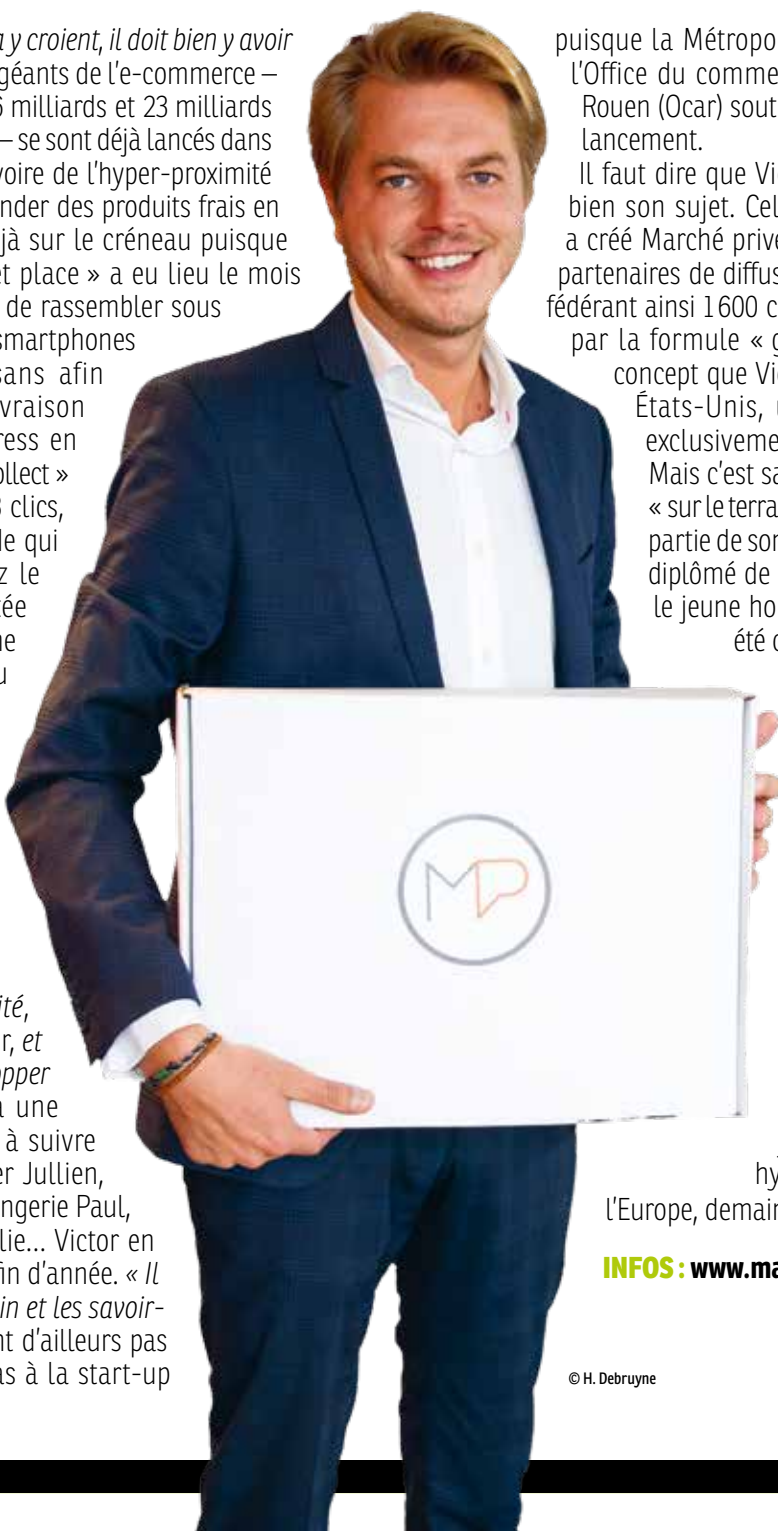 a y croient, il doit bien y avoir
géants de l'e-commerce –
6 milliards et 23 milliards
– se sont déjà lancés dans
voire de l'hyper-proximité
nder des produits frais en
jà sur le créneau puisque
et place » a eu lieu le mois
de rassembler sous
smartphones
sans afin
vraison
ress en
ollect »
3 clics,
de qui
z le
tée
ne
u
ité,
r, et
opper
a une
à suivre
er Jullien,
ngerie Paul,
lie... Victor en
fin d'année. « Il
in et les savoir-
nt d'ailleurs pas
as à la start-up
puisque la Métropo
l'Office du comme
Rouen (Ocar) sout
lancement.
Il faut dire que Vi
bien son sujet. Cel
a créé Marché privé
partenaires de diffus
fédérant ainsi 1600 c
par la formule « g
concept que Vi
États-Unis, u
exclusiveme
Mais c'est sa
« sur le terra
partie de son
diplômé de
le jeune ho
été c
MP
hy
l'Europe, demain
INFOS : www.ma
© H. Debruyne